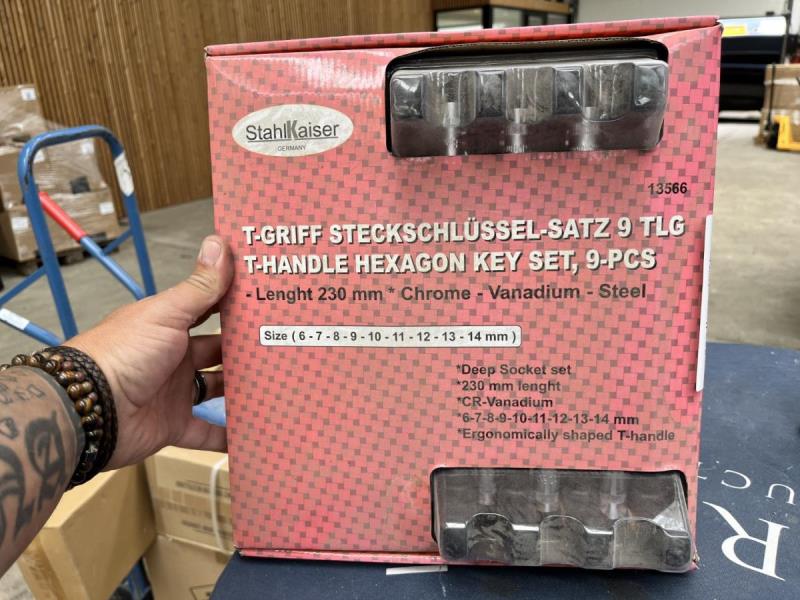 StahlKaiser
GERMANY
13566
T-GRIFF STECKSCHLÜSSEL-SATZ 9 TLG
T-HANDLE HEXAGON KEY SET, 9-PCS
- Lenght 230 mm * Chrome - Vanadium - Steel
Size ( 6 - 7 - 8 - 9 - 10 - 11 - 12 - 13 - 14 mm )
*Deep Socket set
*230 mm lenght
*CR-Vanadium
*6-7-8-9-10-11-12-13-14 mm
*Ergonomically shaped T-handle
R
UC